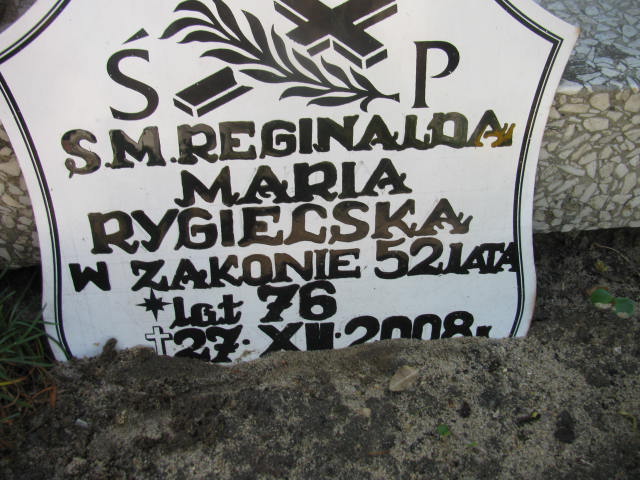 Ś P
S.M. REGINALDA
MARIA
RYGIELSKA
W ZAKONIE 52 LATA
* Lat 76
† 27·XII·2008 r